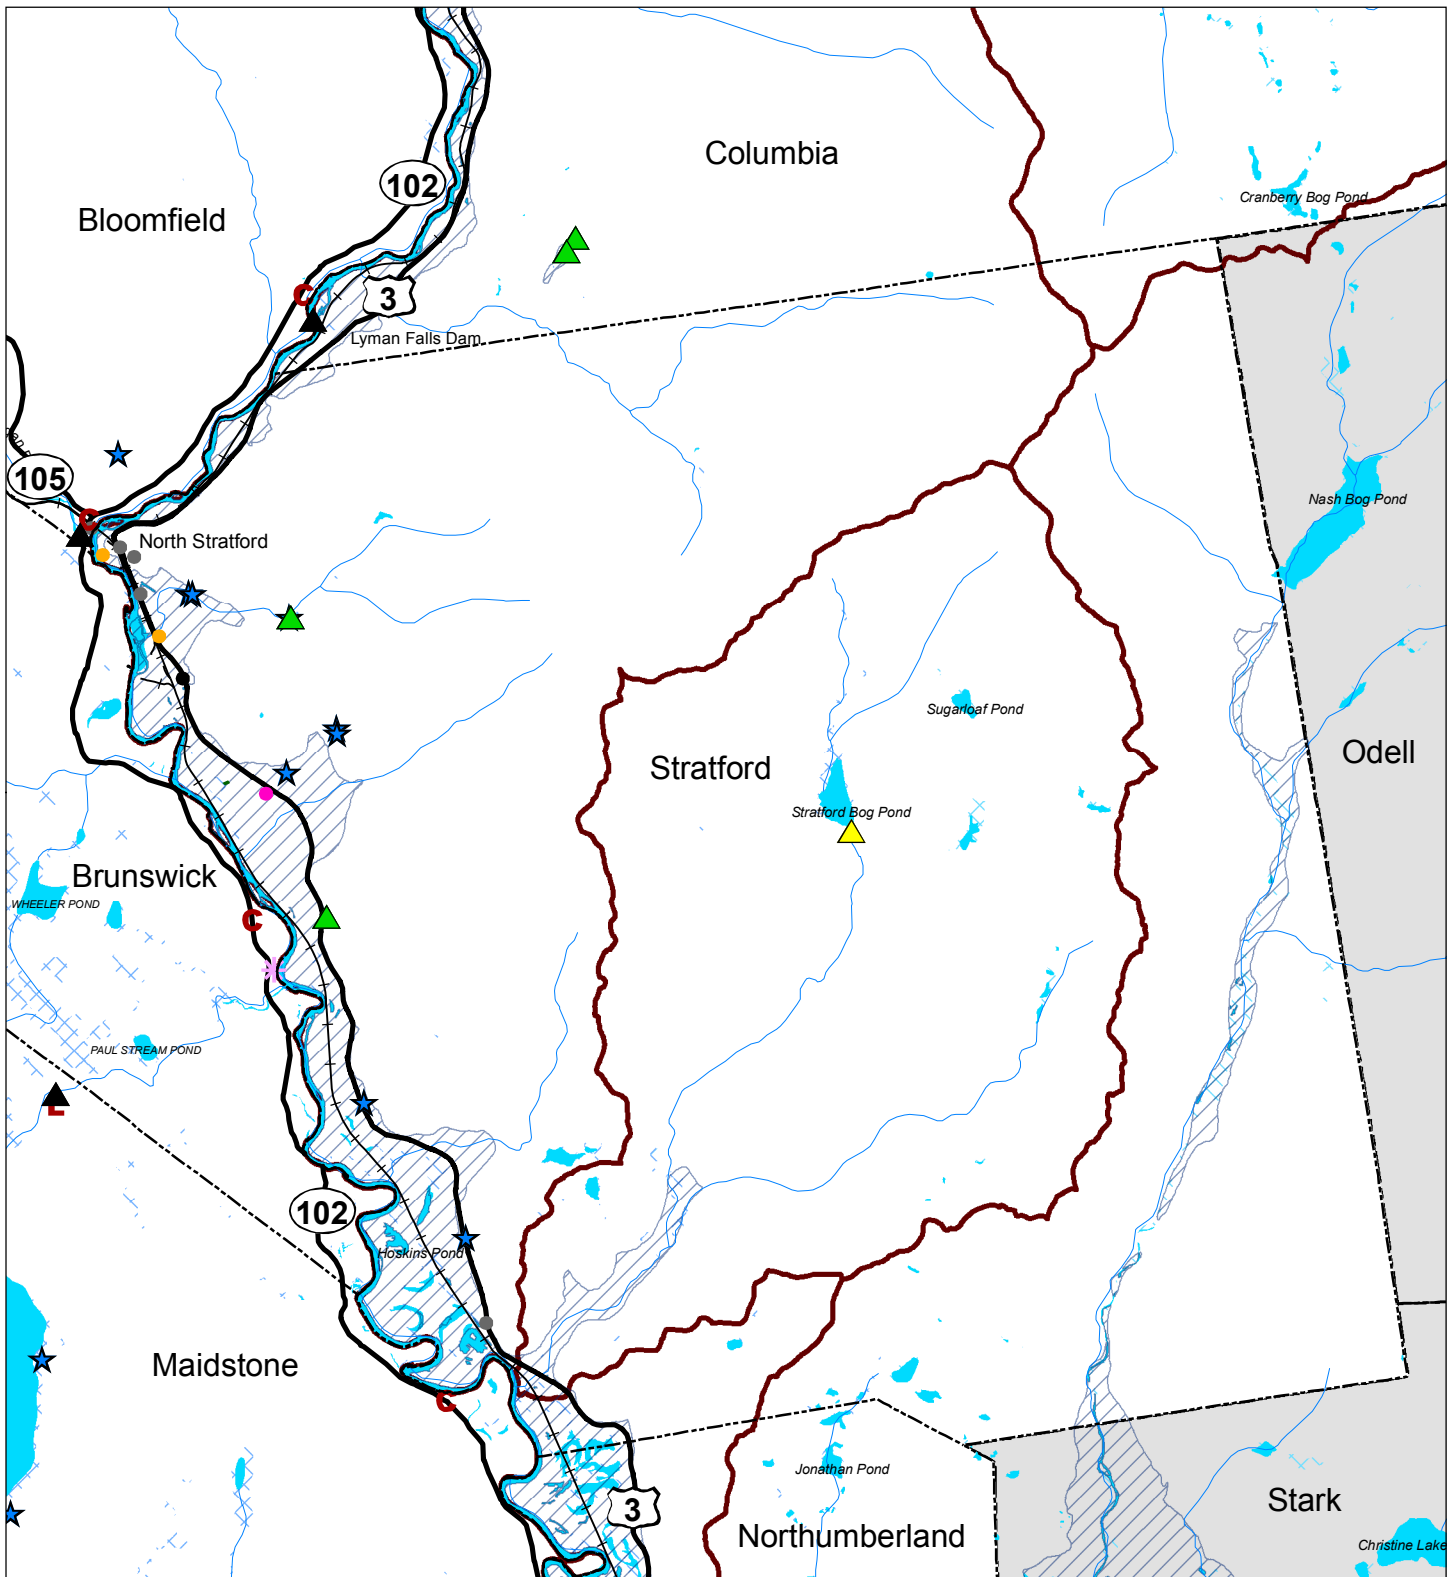 Columbia
102
Cranberry Bog Pond
Bloomfield
C
3
Lyman Falls Dam
105
Nash Bog Pond
C
North Stratford
Sugarloaf Pond
Odell
Stratford
Stratford Bog Pond
Brunswick
WHEELER POND
C
PAUL STREAM POND
102
Hoskins Pond
Maidstone
C
Jonathan Pond
3
Stark
Northumberland
Christine Lake